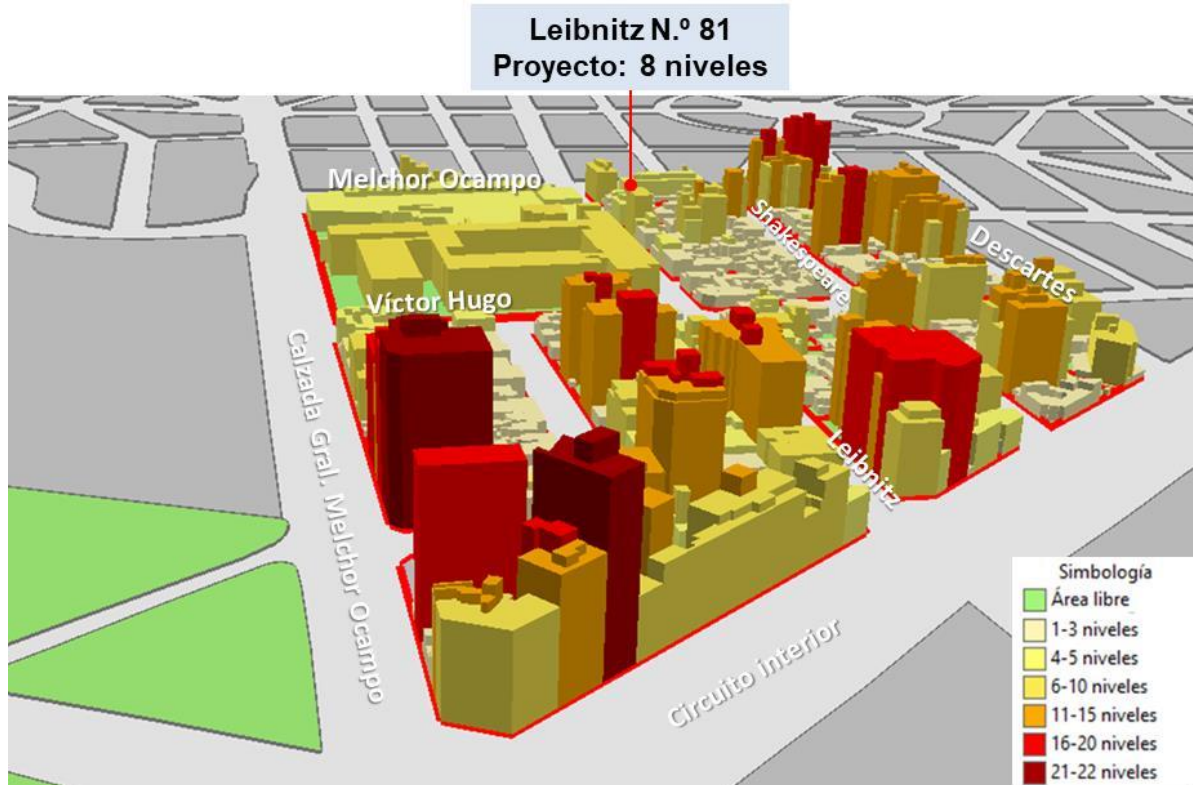 Leibnitz N.º 81
Proyecto: 8 niveles
Melchor Ocampo
Shakespeare
Descartes
Víctor Hugo
Calzada Gral. Melchor Ocampo
Leibnitz
Circuito interior
Simbología
Área libre
1-3 niveles
4-5 niveles
6-10 niveles
11-15 niveles
16-20 niveles
21-22 niveles